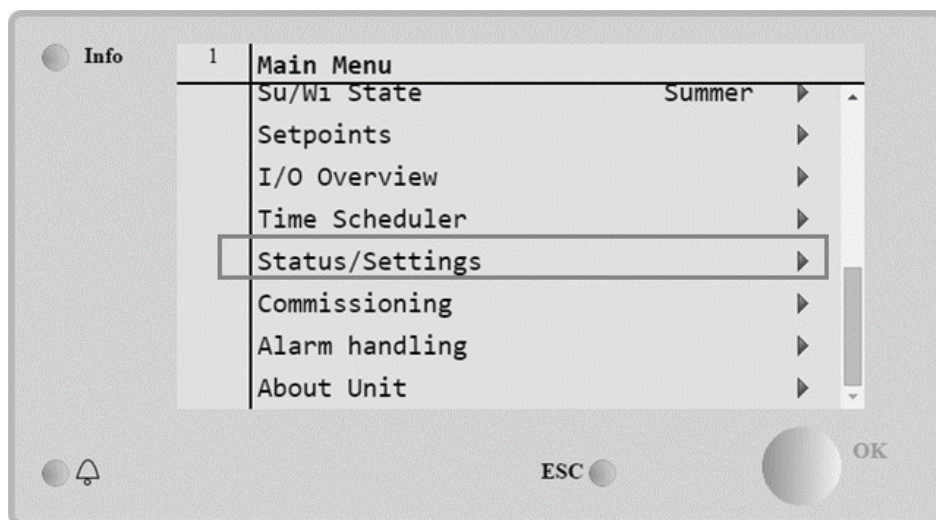 Info
1 Main Menu
Su/Wi State Summer
Setpoints
I/O Overview
Time Scheduler
Status/Settings
Commissioning
Alarm handling
About Unit
ESC
OK